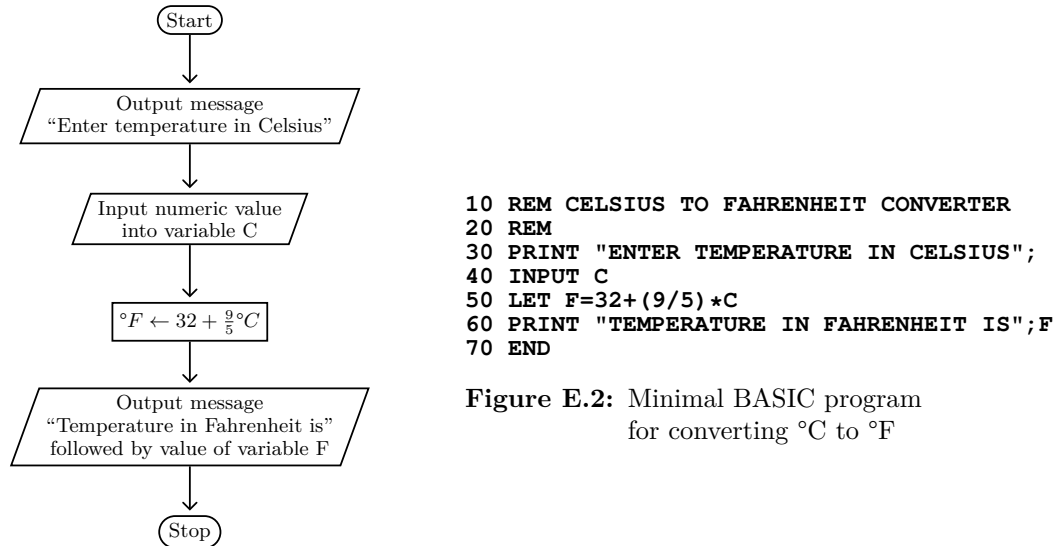 Start
Output message
“Enter temperature in Celsius”
Input numeric value
into variable C
°F ← 32 + 9/5 °C
Output message
“Temperature in Fahrenheit is”
followed by value of variable F
Stop
10 REM CELSIUS TO FAHRENHEIT CONVERTER
20 REM
30 PRINT "ENTER TEMPERATURE IN CELSIUS";
40 INPUT C
50 LET F=32+(9/5)*C
60 PRINT "TEMPERATURE IN FAHRENHEIT IS";F
70 END
Figure E.2: Minimal BASIC program
for converting °C to °F